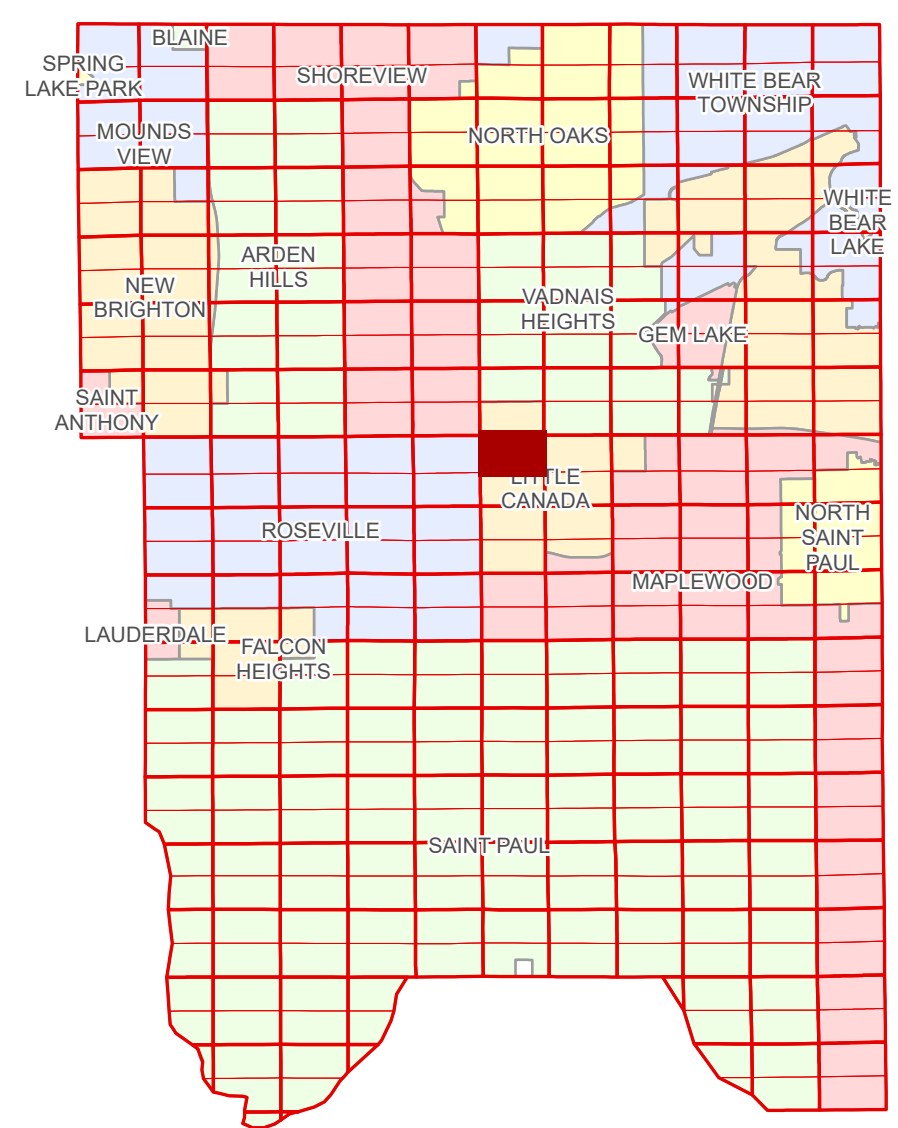 BLAINE
SPRING
LAKE PARK
SHOREVIEW
WHITE BEAR
TOWNSHIP
MOUNDS
VIEW
NORTH OAKS
WHITE
BEAR
LAKE
ARDEN
HILLS
NEW
BRIGHTON
VADNAIS
HEIGHTS
GEM LAKE
SAINT
ANTHONY
LITTLE
CANADA
NORTH
SAINT
PAUL
ROSEVILLE
MAPLEWOOD
LAUDERDALE
FALCON
HEIGHTS
SAINT PAUL